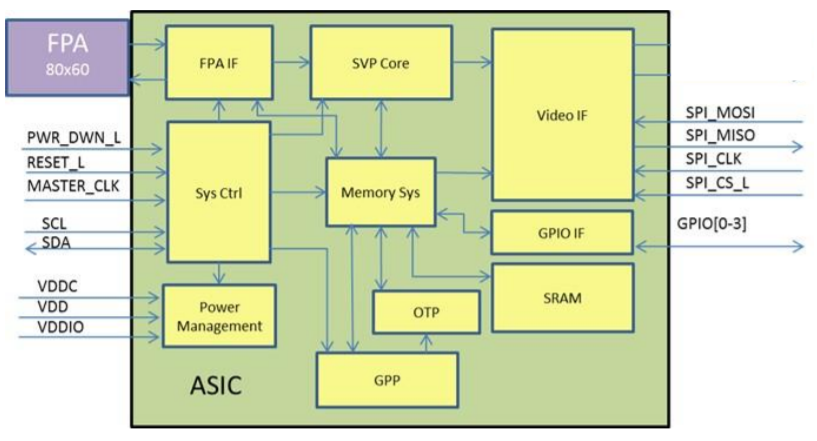 FPA
80x60
FPA IF
SVP Core
Video IF
PWR_DWN_L
RESET_L
MASTER_CLK
SCL
SDA
Sys Ctrl
Memory Sys
SPI_MOSI
SPI_MISO
SPI_CLK
SPI_CS_L
GPIO IF
GPIO[0-3]
VDDC
VDD
VDDIO
Power
Management
OTP
SRAM
GPP
ASIC